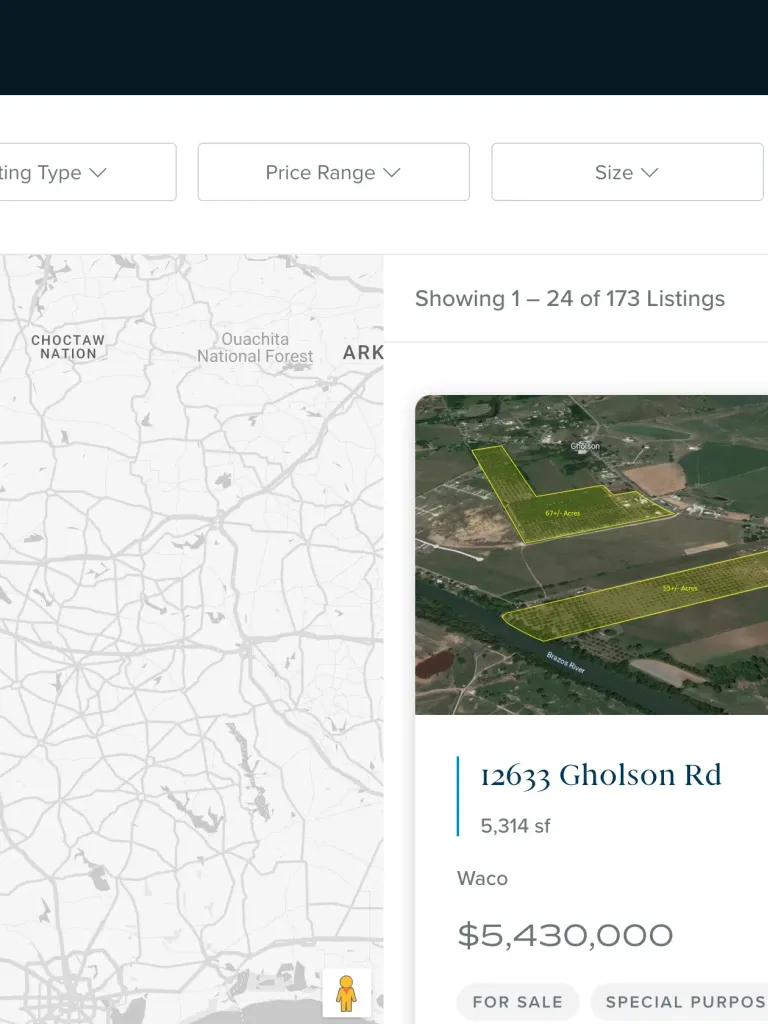 ting Type
Price Range
Size
CHOCTAW
NATION
Ouachita
National Forest
ARK
Showing 1 – 24 of 173 Listings
Gholson
67+/- Acres
55+/- Acres
Brazos River
12633 Gholson Rd
5,314 sf
Waco
$5,430,000
FOR SALE
SPECIAL PURPOS